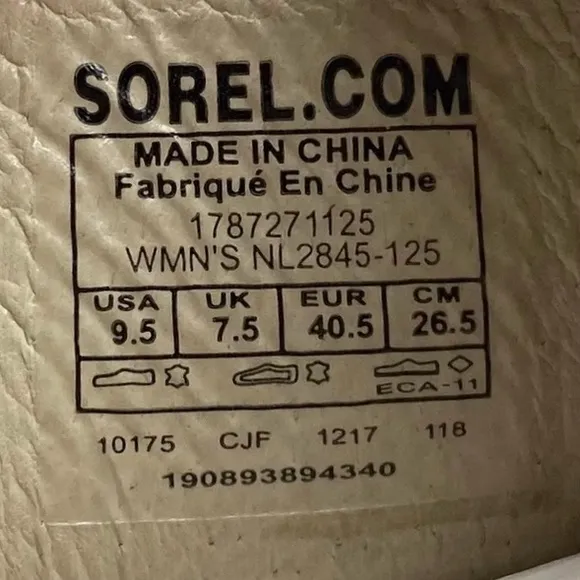 SOREL.COM
MADE IN CHINA
Fabriqué En Chine
1787271125
WMN'S NL2845-125
USA UK EUR CM
9.5 7.5 40.5 26.5
ECA-11
10175 CJF 1217 118
190893894340